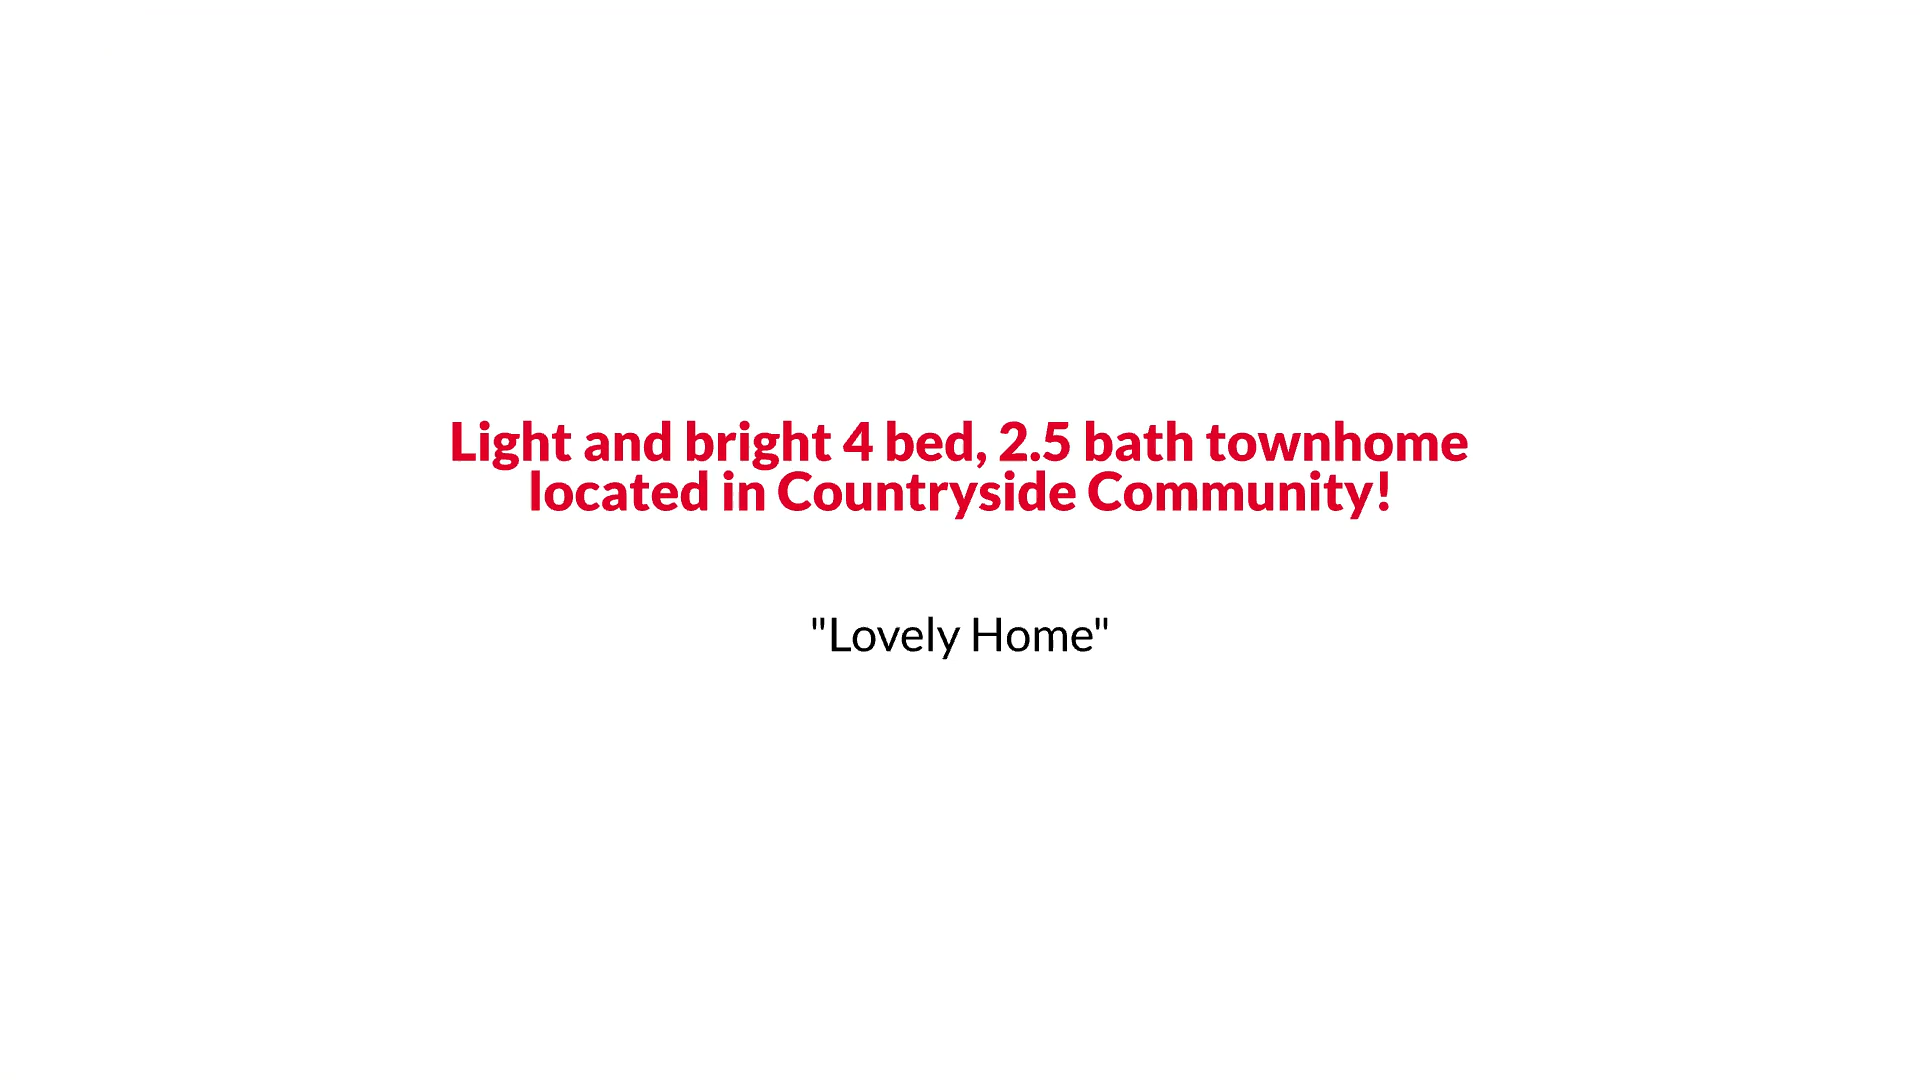 Light and bright 4 bed, 2.5 bath townhome
located in Countryside Community!
"Lovely Home"